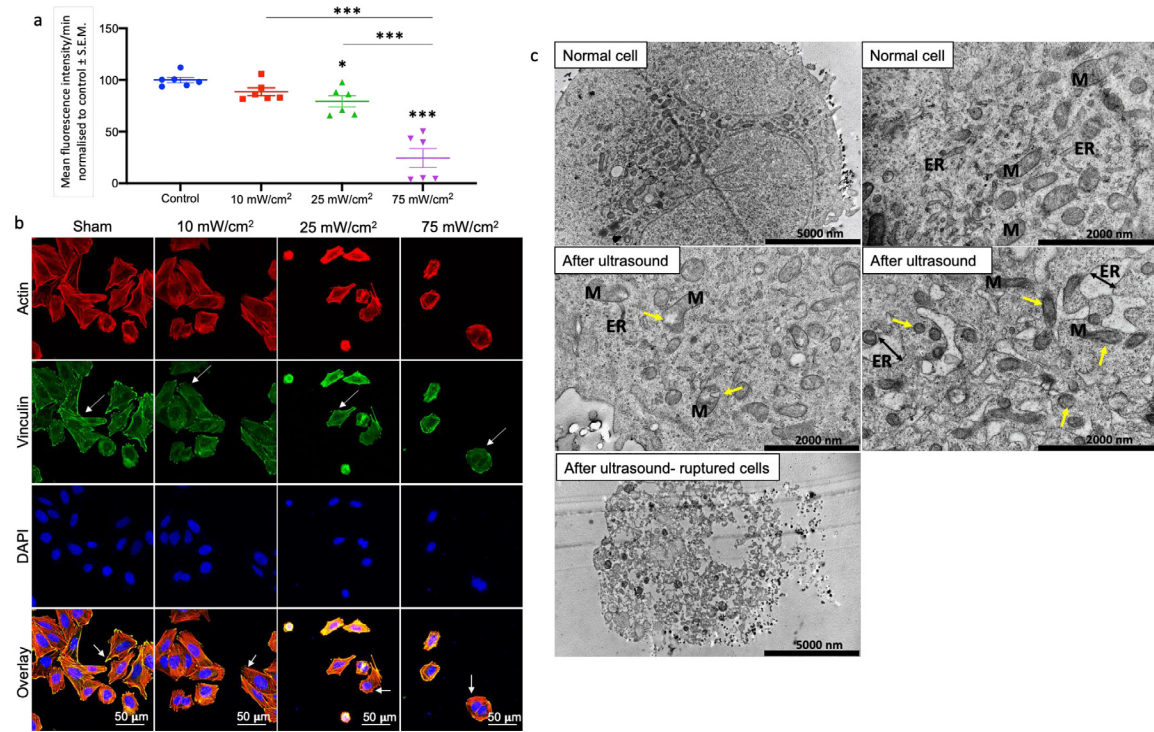 a
***
***
*
***
Mean fluorescence intensity/min
normalised to control ± S.E.M.
150
100
50
0
Control
10 mW/cm²
25 mW/cm²
75 mW/cm²
b
Sham
10 mW/cm²
25 mW/cm²
75 mW/cm²
Actin
Vinculin
DAPI
Overlay
50 μm
50 μm
50 μm
50 μm
c
Normal cell
5000 nm
Normal cell
M
ER
ER
M
M
2000 nm
After ultrasound
M
M
ER
M
2000 nm
After ultrasound
ER
M
M
ER
2000 nm
After ultrasound- ruptured cells
5000 nm